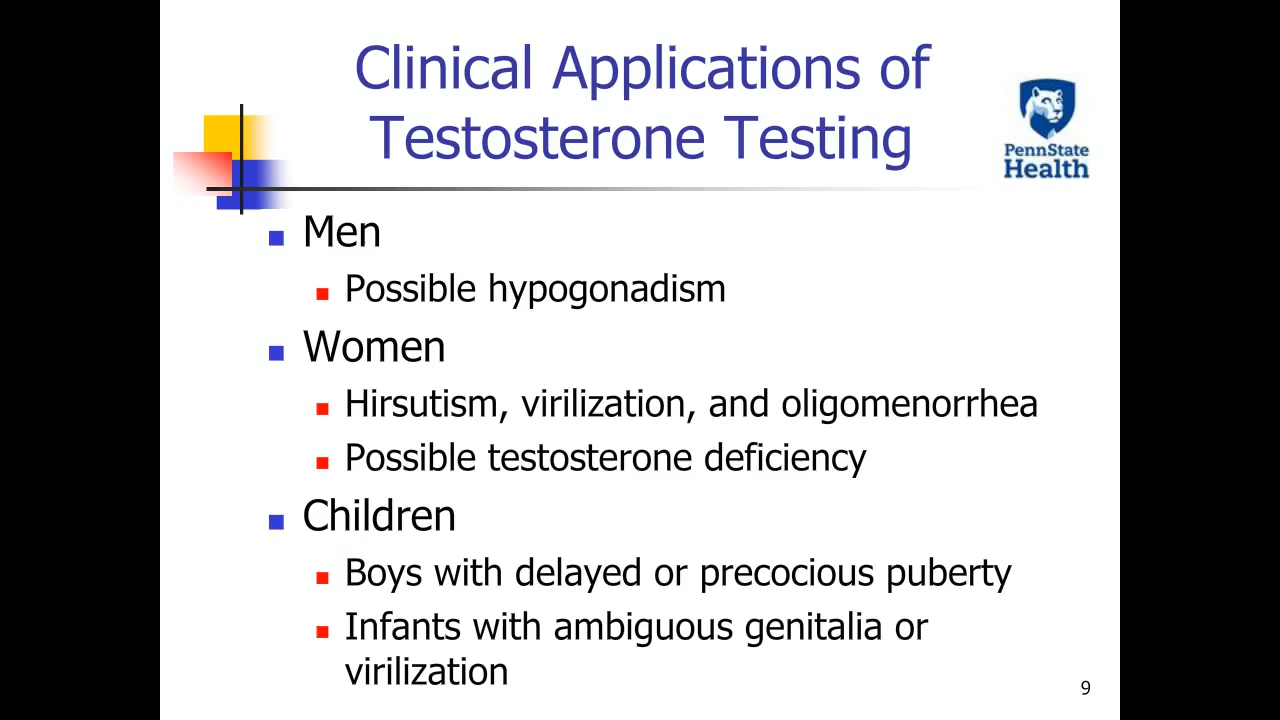 Clinical Applications of
Testosterone Testing
PennState
Health
Men
Possible hypogonadism
Women
Hirsutism, virilization, and oligomenorrhea
Possible testosterone deficiency
Children
Boys with delayed or precocious puberty
Infants with ambiguous genitalia or
virilization
9